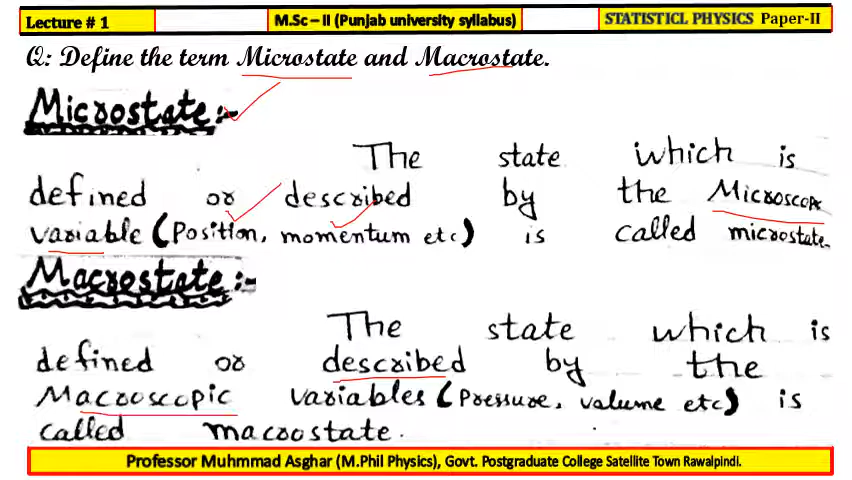 Lecture # 1
M.Sc – II (Punjab university syllabus)
STATISTICL PHYSICS Paper-II
Q: Define the term Microstate and Macrostate.
Microstate:-
The state which is
defined or described by the Microscopic
variable (Position, momentum etc) is called microstate.
Macrostate:-
The state which is
defined or described by the
Macroscopic variables (Pressure, volume etc) is
called macrostate.
Professor Muhmmad Asghar (M.Phil Physics), Govt. Postgraduate College Satellite Town Rawalpindi.